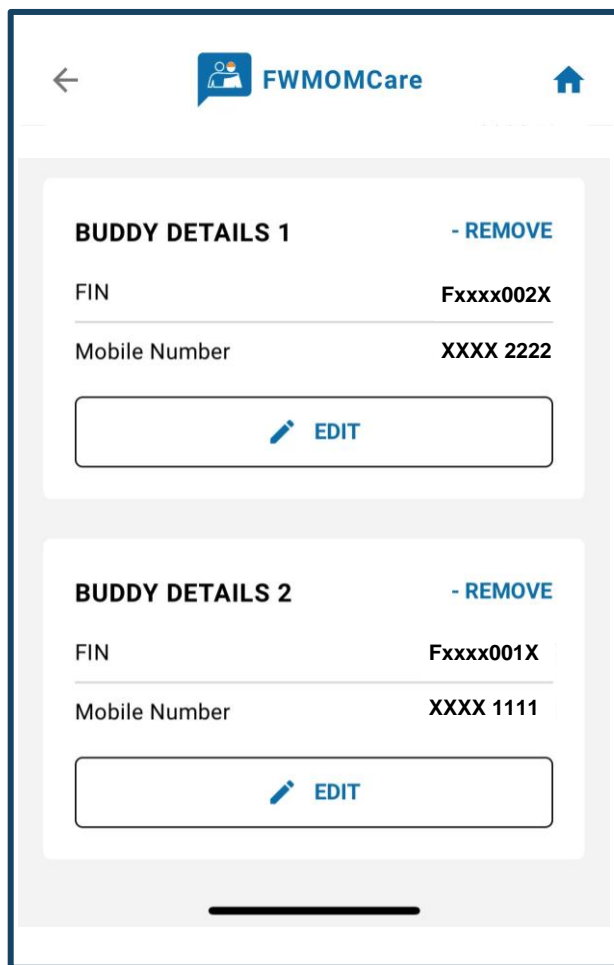 FWMOMCare
BUDDY DETAILS 1 - REMOVE
FIN Fxxxx002X
Mobile Number XXXX 2222
EDIT
BUDDY DETAILS 2 - REMOVE
FIN Fxxxx001X
Mobile Number XXXX 1111
EDIT